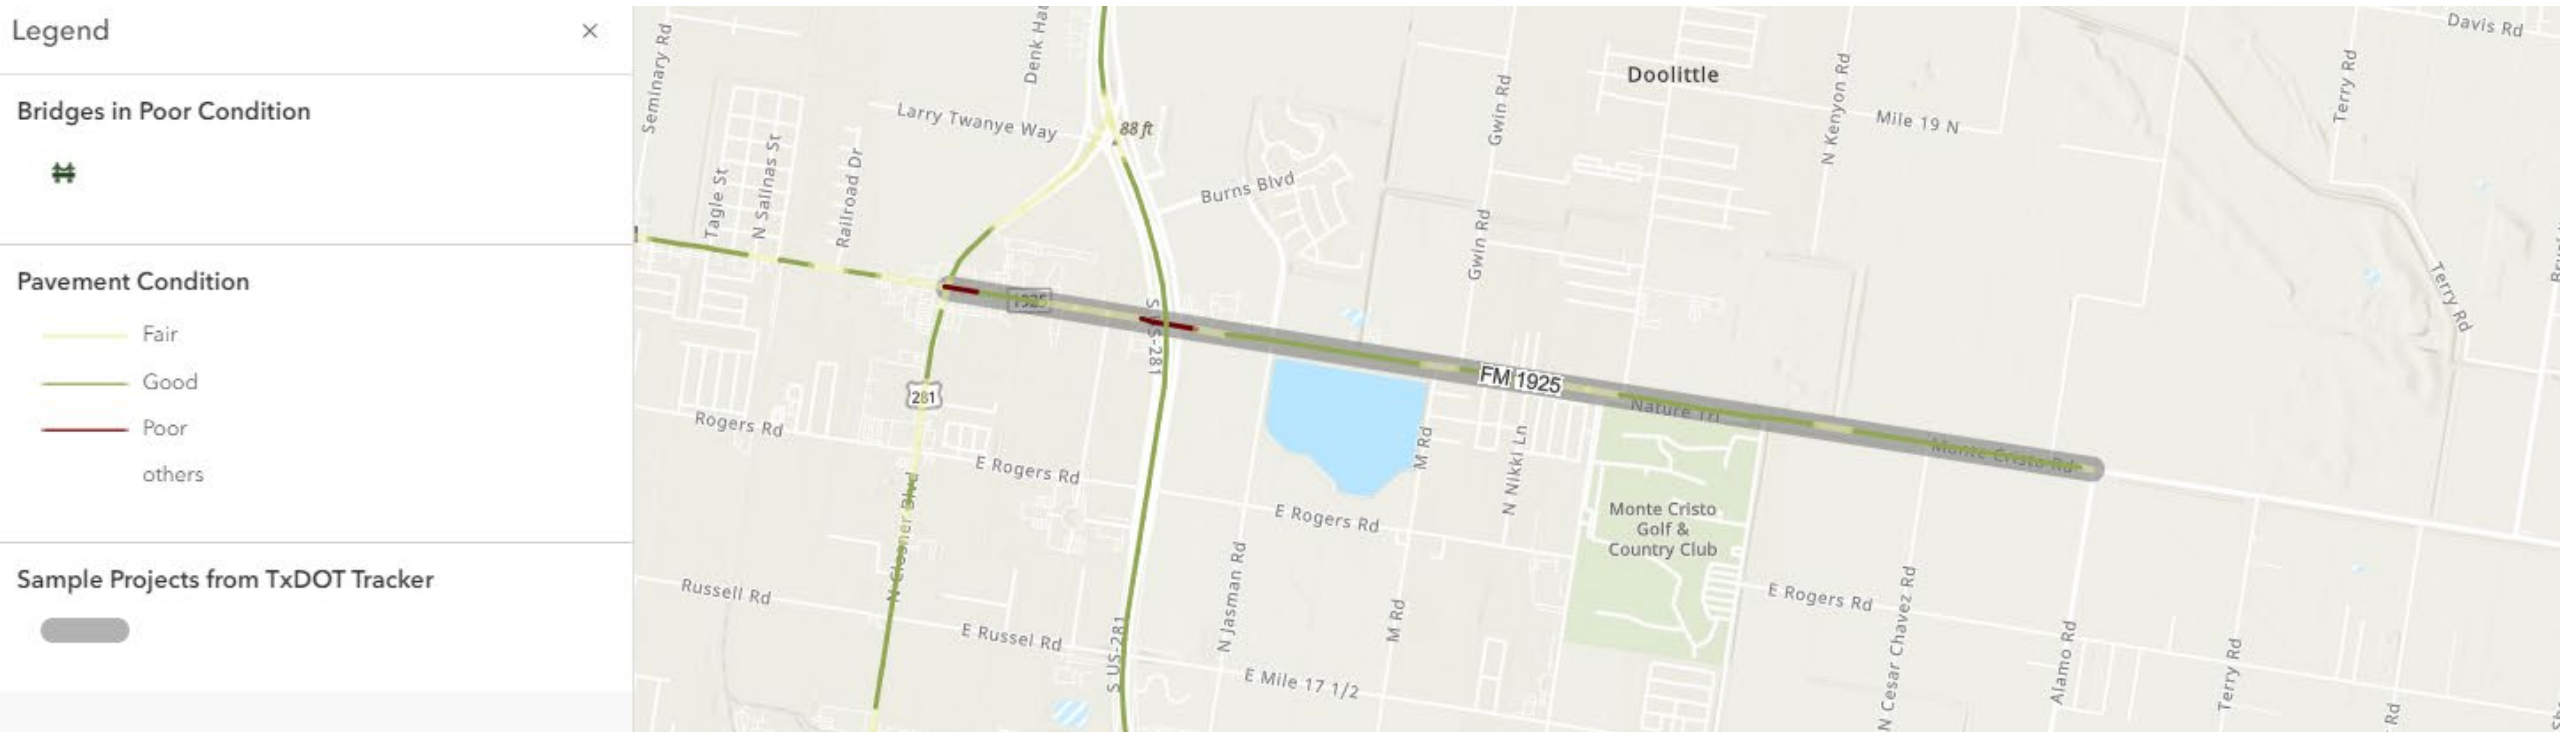 Legend
×
Bridges in Poor Condition
Pavement Condition
Fair
Good
Poor
others
Sample Projects from TxDOT Tracker
Seminary Rd
Tagle St
N Salinas St
Railroad Dr
Denk Hau
Larry Twanye Way
88 ft
Burns Blvd
Gwin Rd
Gwin Rd
Doolittle
N Kenyon Rd
Mile 19 N
Davis Rd
Terry Rd
Terry Rd
1925
S US-281
FM 1925
Nature Trl
Monte Cristo Rd
281
Rogers Rd
E Rogers Rd
E Rogers Rd
M Rd
N Nikki Ln
Monte Cristo
Golf &
Country Club
E Rogers Rd
N Closner Blvd
Russell Rd
E Russel Rd
S US-281
N Jasman Rd
M Rd
E Mile 17 1/2
N Cesar Chavez Rd
Alamo Rd
Terry Rd
Rd